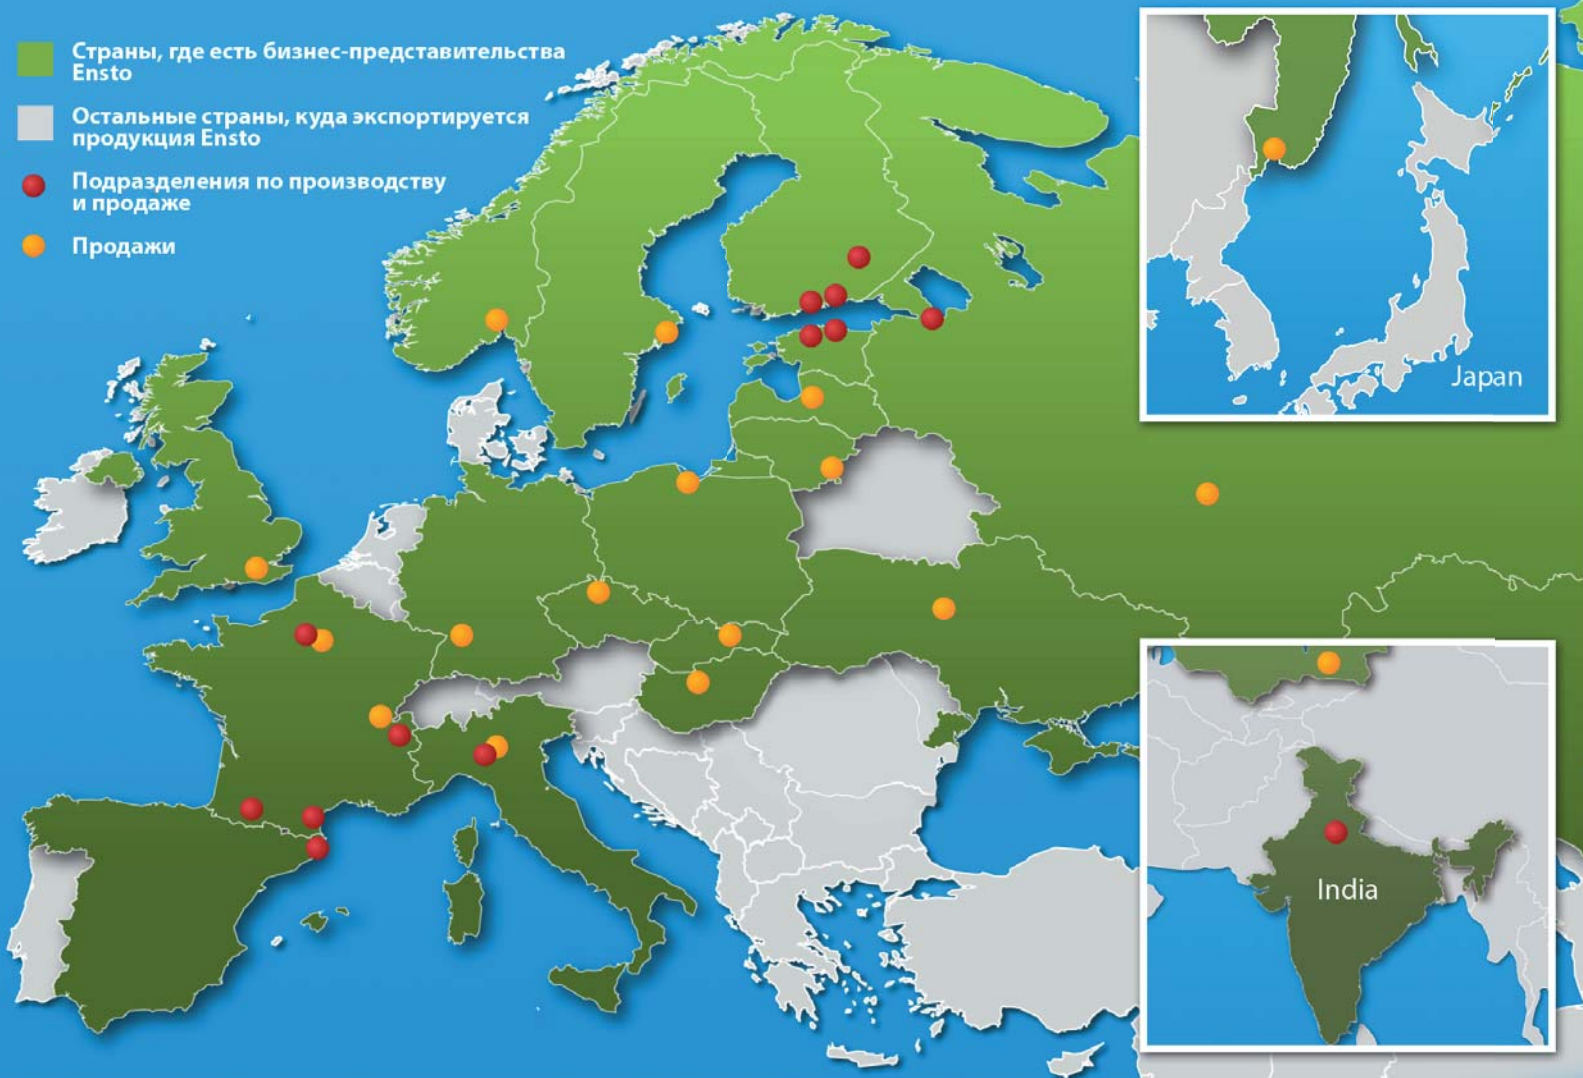 Страны, где есть бизнес-представительства
Ensto
Остальные страны, куда экспортируется
продукция Ensto
Подразделения по производству
и продаже
Продажи
Japan
India